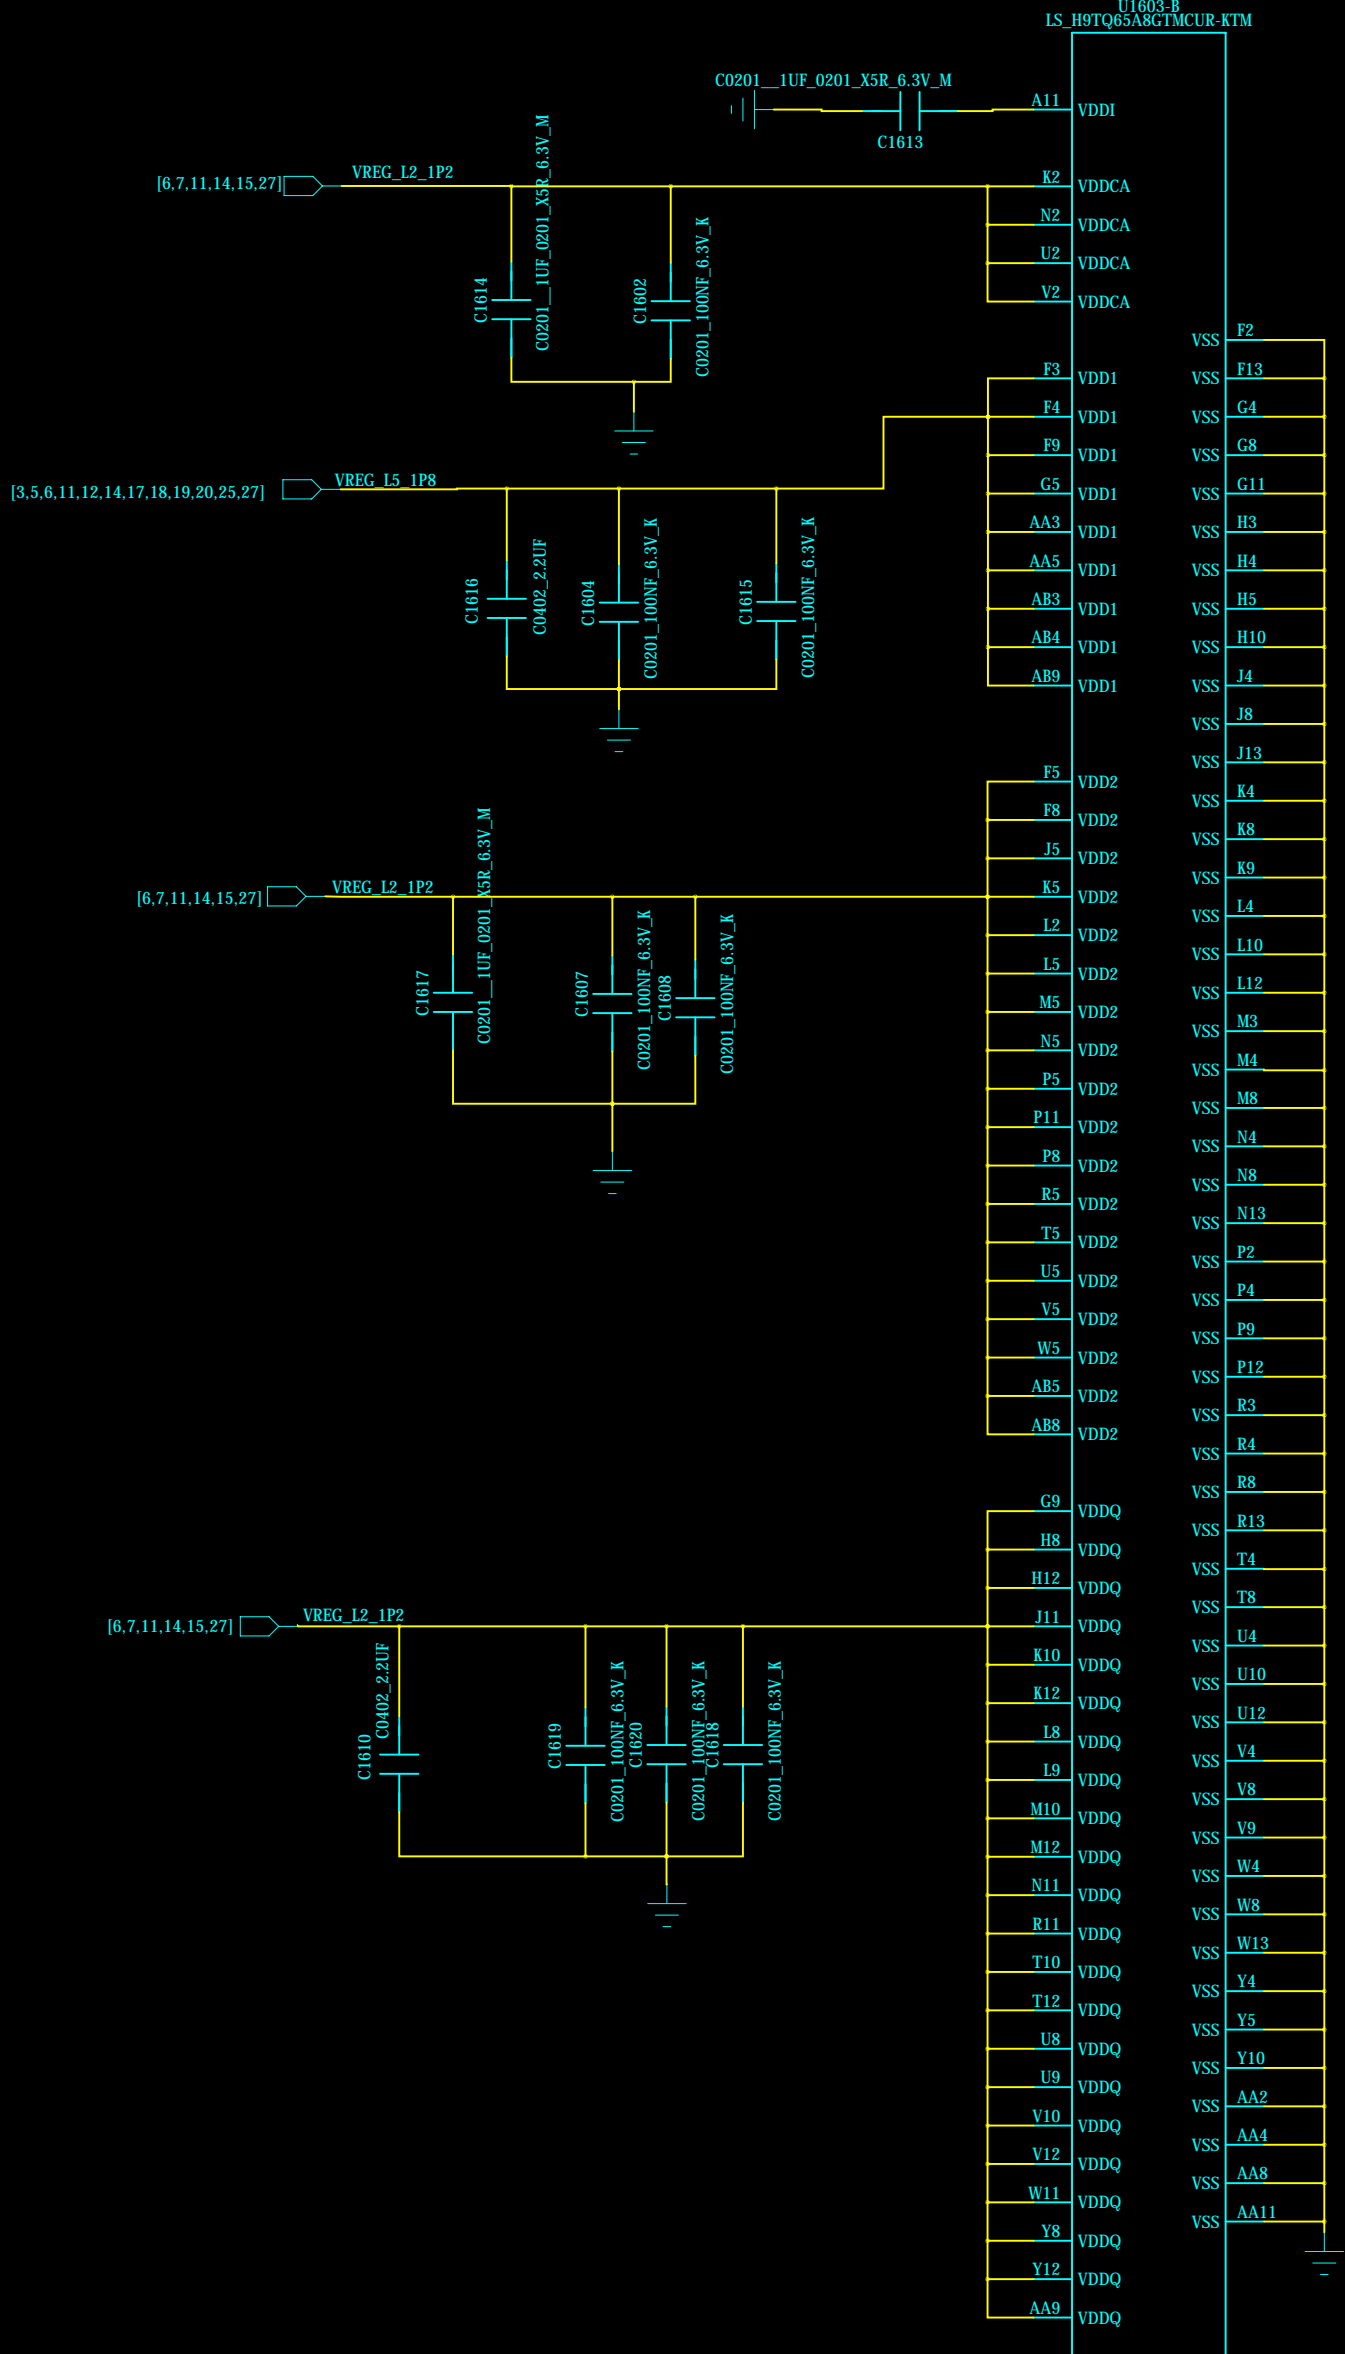 U1603-B
LS_H9TQ65A8GTMCUR-KTM
C0201__1UF_0201_X5R_6.3V_M
C1613
A11 VDDI
[6,7,11,14,15,27] VREG_L2_1P2
C1614
C0201__1UF_0201_X5R_6.3V_M
C1602
C0201_100NF_6.3V_K
K2 VDDCA
N2 VDDCA
U2 VDDCA
V2 VDDCA
[3,5,6,11,12,14,17,18,19,20,25,27] VREG_L5_1P8
C1616
C0402_2.2UF
C1604
C0201_100NF_6.3V_K
C1615
C0201_100NF_6.3V_K
F3 VDD1
F4 VDD1
F9 VDD1
G5 VDD1
AA3 VDD1
AA5 VDD1
AB3 VDD1
AB4 VDD1
AB9 VDD1
[6,7,11,14,15,27] VREG_L2_1P2
C1617
C0201__1UF_0201_X5R_6.3V_M
C1607
C0201_100NF_6.3V_K
C1608
C0201_100NF_6.3V_K
F5 VDD2
F8 VDD2
J5 VDD2
K5 VDD2
L2 VDD2
L5 VDD2
M5 VDD2
N5 VDD2
P5 VDD2
P11 VDD2
P8 VDD2
R5 VDD2
T5 VDD2
U5 VDD2
V5 VDD2
W5 VDD2
AB5 VDD2
AB8 VDD2
[6,7,11,14,15,27] VREG_L2_1P2
C1610
C0402_2.2UF
C1619
C0201_100NF_6.3V_K
C1620
C0201_100NF_6.3V_K
C1618
C0201_100NF_6.3V_K
G9 VDDQ
H8 VDDQ
H12 VDDQ
J11 VDDQ
K10 VDDQ
K12 VDDQ
L8 VDDQ
L9 VDDQ
M10 VDDQ
M12 VDDQ
N11 VDDQ
R11 VDDQ
T10 VDDQ
T12 VDDQ
U8 VDDQ
U9 VDDQ
V10 VDDQ
V12 VDDQ
W11 VDDQ
Y8 VDDQ
Y12 VDDQ
AA9 VDDQ
VSS F2
VSS F13
VSS G4
VSS G8
VSS G11
VSS H3
VSS H4
VSS H5
VSS H10
VSS J4
VSS J8
VSS J13
VSS K4
VSS K8
VSS K9
VSS L4
VSS L10
VSS L12
VSS M3
VSS M4
VSS M8
VSS N4
VSS N8
VSS N13
VSS P2
VSS P4
VSS P9
VSS P12
VSS R3
VSS R4
VSS R8
VSS R13
VSS T4
VSS T8
VSS U4
VSS U10
VSS U12
VSS V4
VSS V8
VSS V9
VSS W4
VSS W8
VSS W13
VSS Y4
VSS Y5
VSS Y10
VSS AA2
VSS AA4
VSS AA8
VSS AA11